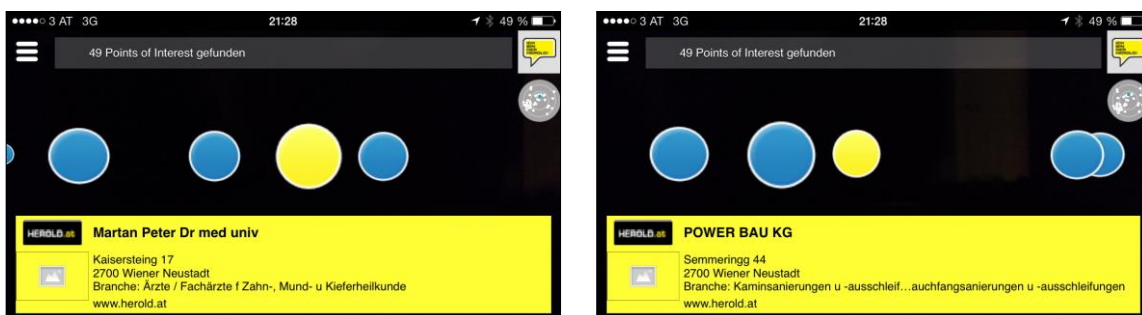 3 AT 3G 21:28 49 %
49 Points of Interest gefunden
HEROLD.at Martan Peter Dr med univ
Kaisersteing 17
2700 Wiener Neustadt
Branche: Ärzte / Fachärzte f Zahn-, Mund- u Kieferheilkunde
www.herold.at
3 AT 3G 21:28 49 %
49 Points of Interest gefunden
HEROLD.at POWER BAU KG
Semmeringg 44
2700 Wiener Neustadt
Branche: Kaminsanierungen u -ausschleif…auchfangsanierungen u -ausschleifungen
www.herold.at